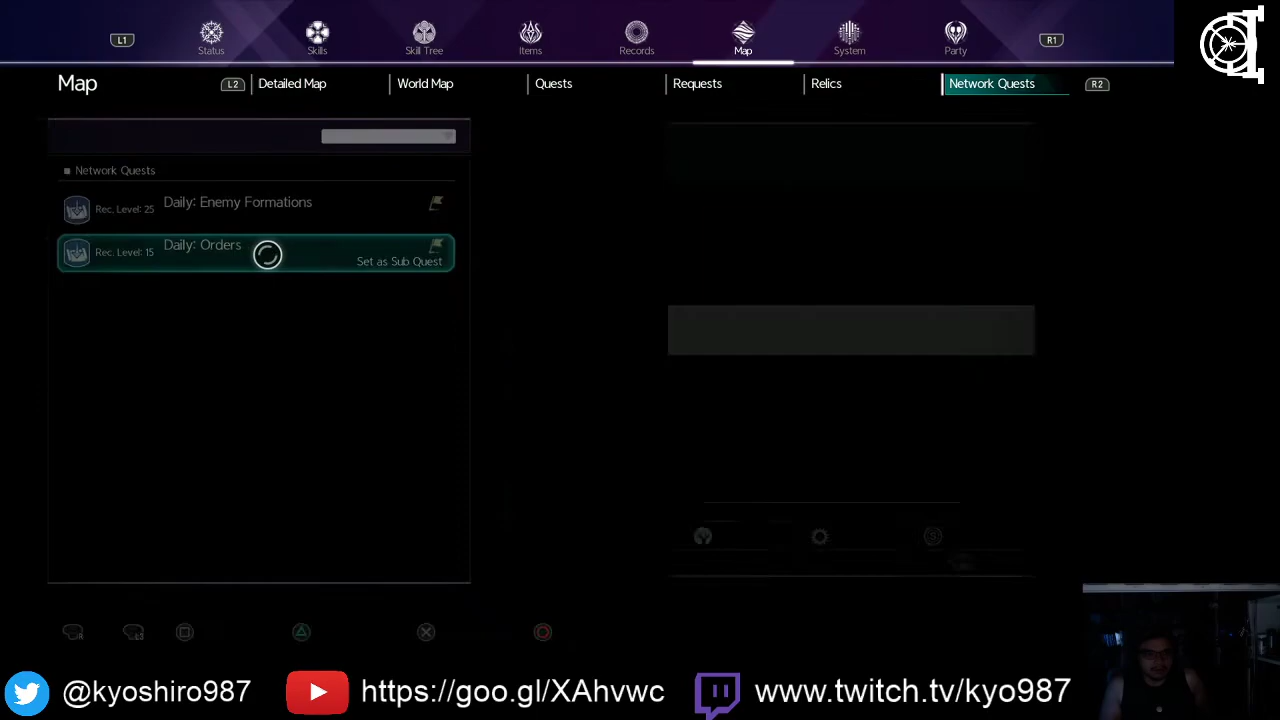 L1 Status Skills Skill Tree Items Records Map System Party R1
Map L2 Detailed Map World Map Quests Requests Relics Network Quests R2
Network Quests
Rec. Level: 25 Daily: Enemy Formations
Rec. Level: 15 Daily: Orders
Set as Sub Quest
R L3
@kyoshiro987 https://goo.gl/XAhvwc www.twitch.tv/kyo987